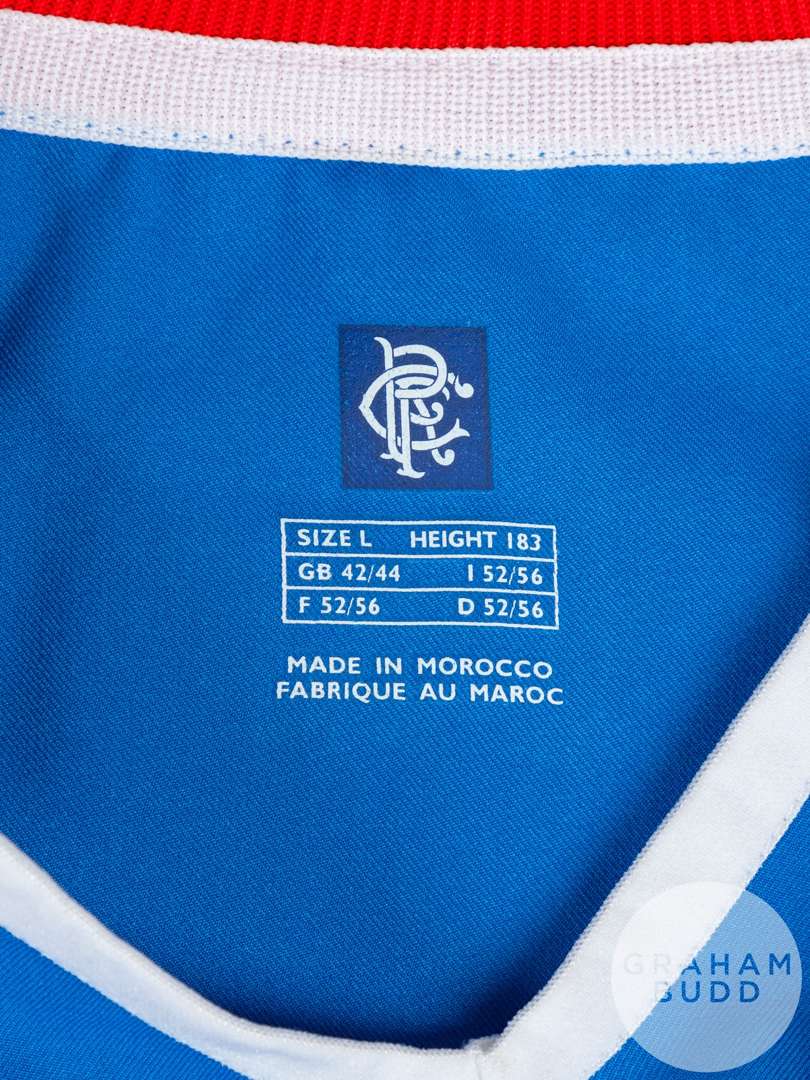 RFC
SIZE L HEIGHT 183
GB 42/44 I 52/56
F 52/56 D 52/56
MADE IN MOROCCO
FABRIQUE AU MAROC
GRAHAM
BUDD